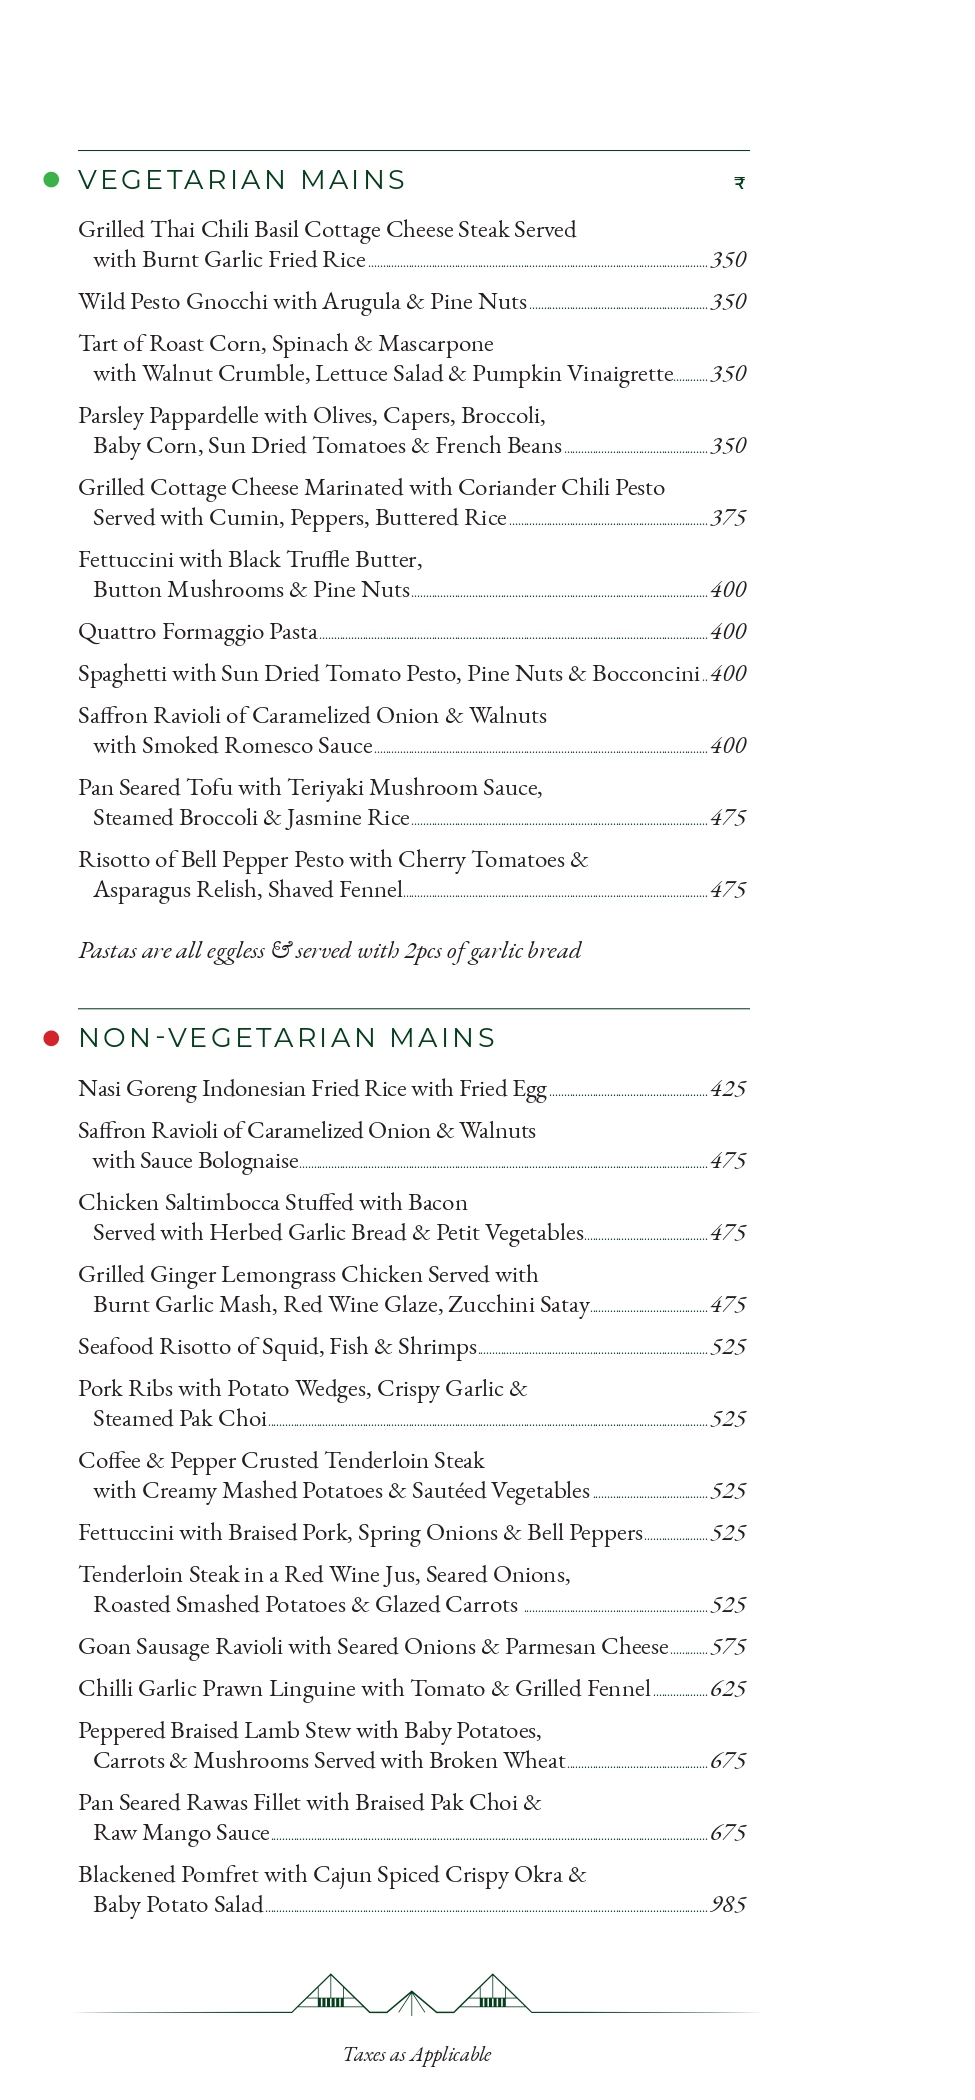 VEGETARIAN MAINS ₹
Grilled Thai Chili Basil Cottage Cheese Steak Served
with Burnt Garlic Fried Rice 350
Wild Pesto Gnocchi with Arugula & Pine Nuts 350
Tart of Roast Corn, Spinach & Mascarpone
with Walnut Crumble, Lettuce Salad & Pumpkin Vinaigrette 350
Parsley Pappardelle with Olives, Capers, Broccoli,
Baby Corn, Sun Dried Tomatoes & French Beans 350
Grilled Cottage Cheese Marinated with Coriander Chili Pesto
Served with Cumin, Peppers, Buttered Rice 375
Fettuccini with Black Truffle Butter,
Button Mushrooms & Pine Nuts 400
Quattro Formaggio Pasta 400
Spaghetti with Sun Dried Tomato Pesto, Pine Nuts & Bocconcini 400
Saffron Ravioli of Caramelized Onion & Walnuts
with Smoked Romesco Sauce 400
Pan Seared Tofu with Teriyaki Mushroom Sauce,
Steamed Broccoli & Jasmine Rice 475
Risotto of Bell Pepper Pesto with Cherry Tomatoes &
Asparagus Relish, Shaved Fennel 475
Pastas are all eggless & served with 2pcs of garlic bread
NON-VEGETARIAN MAINS
Nasi Goreng Indonesian Fried Rice with Fried Egg 425
Saffron Ravioli of Caramelized Onion & Walnuts
with Sauce Bolognaise 475
Chicken Saltimbocca Stuffed with Bacon
Served with Herbed Garlic Bread & Petit Vegetables 475
Grilled Ginger Lemongrass Chicken Served with
Burnt Garlic Mash, Red Wine Glaze, Zucchini Satay 475
Seafood Risotto of Squid, Fish & Shrimps 525
Pork Ribs with Potato Wedges, Crispy Garlic &
Steamed Pak Choi 525
Coffee & Pepper Crusted Tenderloin Steak
with Creamy Mashed Potatoes & Sautéed Vegetables 525
Fettuccini with Braised Pork, Spring Onions & Bell Peppers 525
Tenderloin Steak in a Red Wine Jus, Seared Onions,
Roasted Smashed Potatoes & Glazed Carrots 525
Goan Sausage Ravioli with Seared Onions & Parmesan Cheese 575
Chilli Garlic Prawn Linguine with Tomato & Grilled Fennel 625
Peppered Braised Lamb Stew with Baby Potatoes,
Carrots & Mushrooms Served with Broken Wheat 675
Pan Seared Rawas Fillet with Braised Pak Choi &
Raw Mango Sauce 675
Blackened Pomfret with Cajun Spiced Crispy Okra &
Baby Potato Salad 985
Taxes as Applicable